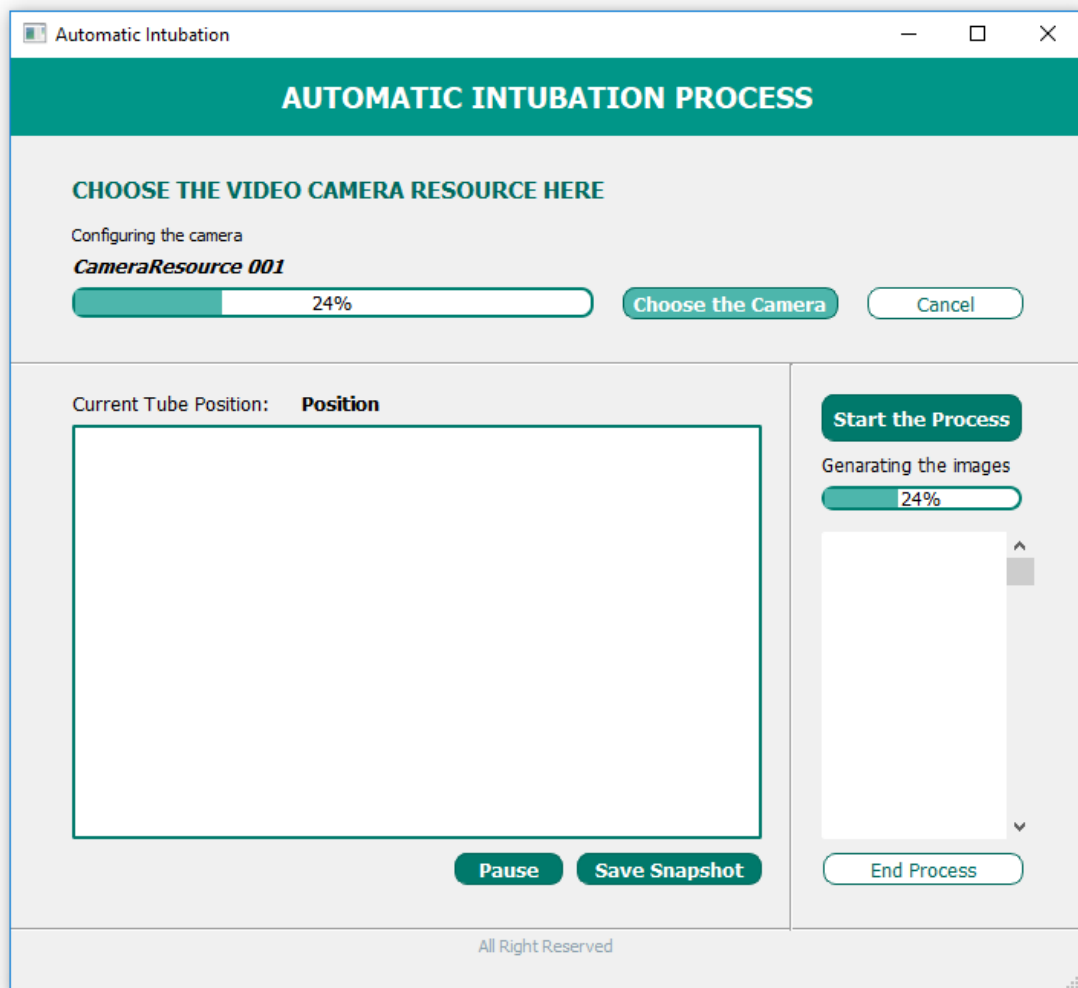 Automatic Intubation
AUTOMATIC INTUBATION PROCESS
CHOOSE THE VIDEO CAMERA RESOURCE HERE
Configuring the camera
CameraResource 001
24%
Choose the Camera
Cancel
Current Tube Position: Position
Start the Process
Genarating the images
24%
Pause
Save Snapshot
End Process
All Right Reserved